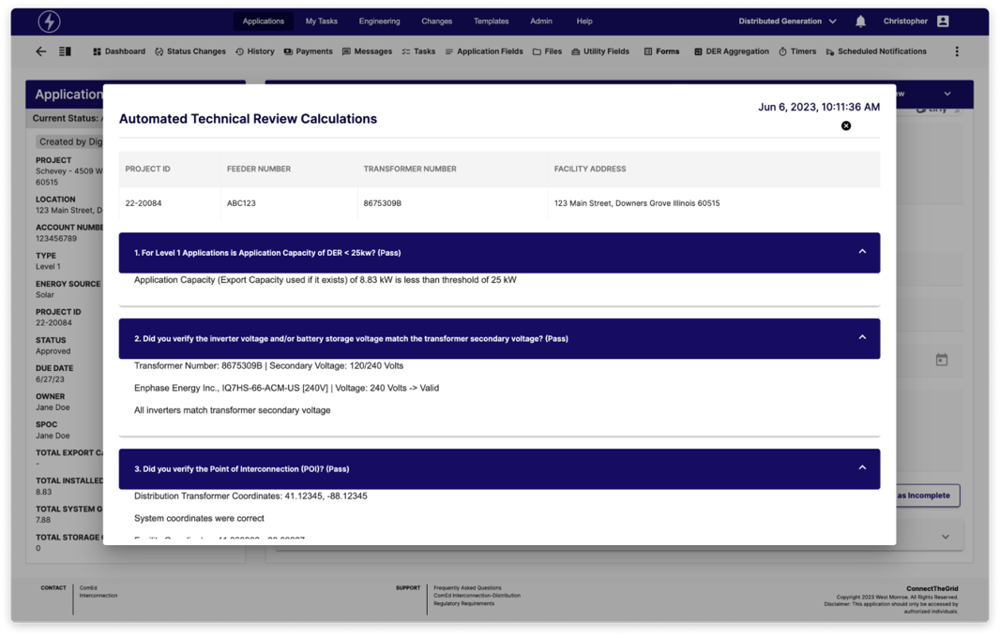 Applications
My Tasks
Engineering
Changes
Templates
Admin
Help
Distributed Generation
Christopher
Dashboard
Status Changes
History
Payments
Messages
Tasks
Application Fields
Files
Utility Fields
Forms
DER Aggregation
Timers
Scheduled Notifications
Application
Current Status:
Created by Dig
PROJECT
Schevey - 4509 W
60515
LOCATION
123 Main Street, D
ACCOUNT NUMBE
123456789
TYPE
Level 1
ENERGY SOURCE
Solar
PROJECT ID
22-20084
STATUS
Approved
DUE DATE
6/27/23
OWNER
Jane Doe
SPOC
Jane Doe
TOTAL EXPORT CA
-
TOTAL INSTALLED
8.83
TOTAL SYSTEM G
7.88
TOTAL STORAGE
0
Jun 6, 2023, 10:11:36 AM
Automated Technical Review Calculations
PROJECT ID FEEDER NUMBER TRANSFORMER NUMBER FACILITY ADDRESS
22-20084 ABC123 8675309B 123 Main Street, Downers Grove Illinois 60515
1. For Level 1 Applications is Application Capacity of DER < 25kw? (Pass)
Application Capacity (Export Capacity used if it exists) of 8.83 kW is less than threshold of 25 kW
2. Did you verify the inverter voltage and/or battery storage voltage match the transformer secondary voltage? (Pass)
Transformer Number: 8675309B | Secondary Voltage: 120/240 Volts
Enphase Energy Inc., IQ7HS-66-ACM-US [240V] | Voltage: 240 Volts -> Valid
All inverters match transformer secondary voltage
3. Did you verify the Point of Interconnection (POI)? (Pass)
Distribution Transformer Coordinates: 41.12345, -88.12345
System coordinates were correct
as Incomplete
CONTACT
ComEd
Interconnection
SUPPORT
Frequently Asked Questions
ComEd Interconnection-Distribution
Regulatory Requirements
ConnectTheGrid
Copyright 2023 West Monroe. All Rights Reserved.
Disclaimer: This application should only be accessed by
authorized individuals.